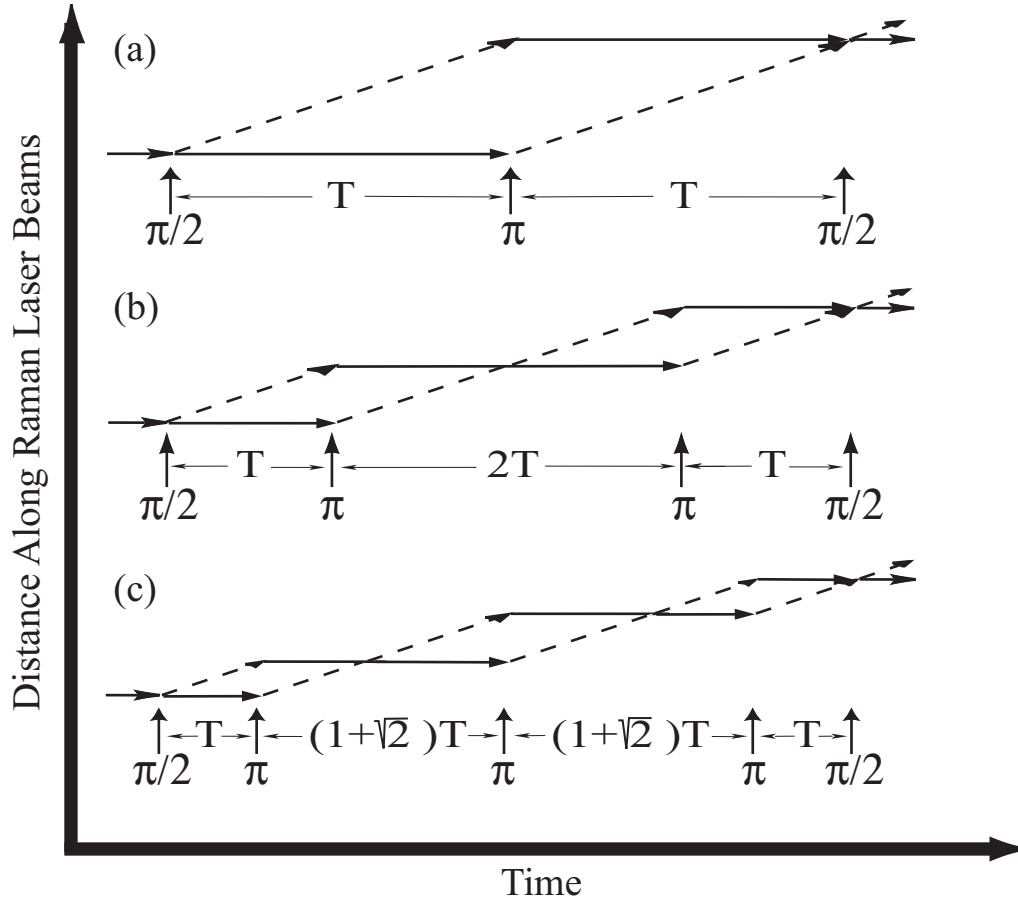 Distance Along Raman Laser Beams
(a)
T T
π/2 π π/2
(b)
T 2T T
π/2 π π π/2
(c)
T (1+√2 )T (1+√2 )T T
π/2 π π π π/2
Time